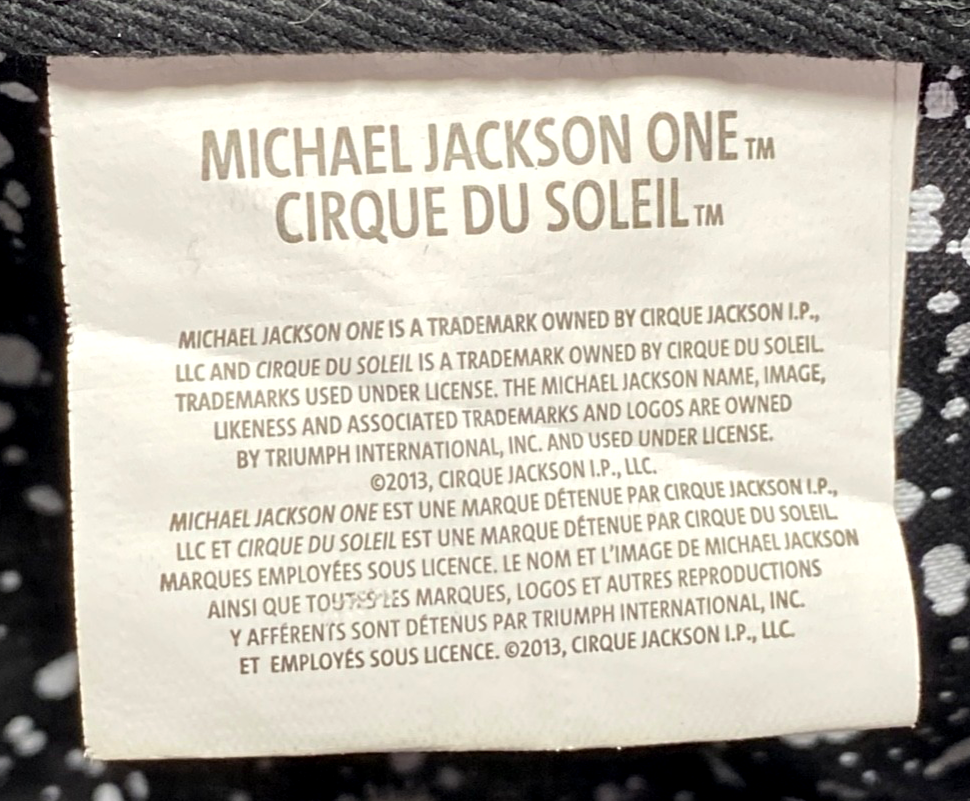 MICHAEL JACKSON ONE™
CIRQUE DU SOLEIL™
MICHAEL JACKSON ONE IS A TRADEMARK OWNED BY CIRQUE JACKSON I.P.,
LLC AND CIRQUE DU SOLEIL IS A TRADEMARK OWNED BY CIRQUE DU SOLEIL.
TRADEMARKS USED UNDER LICENSE. THE MICHAEL JACKSON NAME, IMAGE,
LIKENESS AND ASSOCIATED TRADEMARKS AND LOGOS ARE OWNED
BY TRIUMPH INTERNATIONAL, INC. AND USED UNDER LICENSE.
©2013, CIRQUE JACKSON I.P., LLC.
MICHAEL JACKSON ONE EST UNE MARQUE DÉTENUE PAR CIRQUE JACKSON I.P.,
LLC ET CIRQUE DU SOLEIL EST UNE MARQUE DÉTENUE PAR CIRQUE DU SOLEIL.
MARQUES EMPLOYÉES SOUS LICENCE. LE NOM ET L'IMAGE DE MICHAEL JACKSON
AINSI QUE TOUTES LES MARQUES, LOGOS ET AUTRES REPRODUCTIONS
Y AFFÉRENTS SONT DÉTENUS PAR TRIUMPH INTERNATIONAL, INC.
ET EMPLOYÉS SOUS LICENCE. ©2013, CIRQUE JACKSON I.P., LLC.